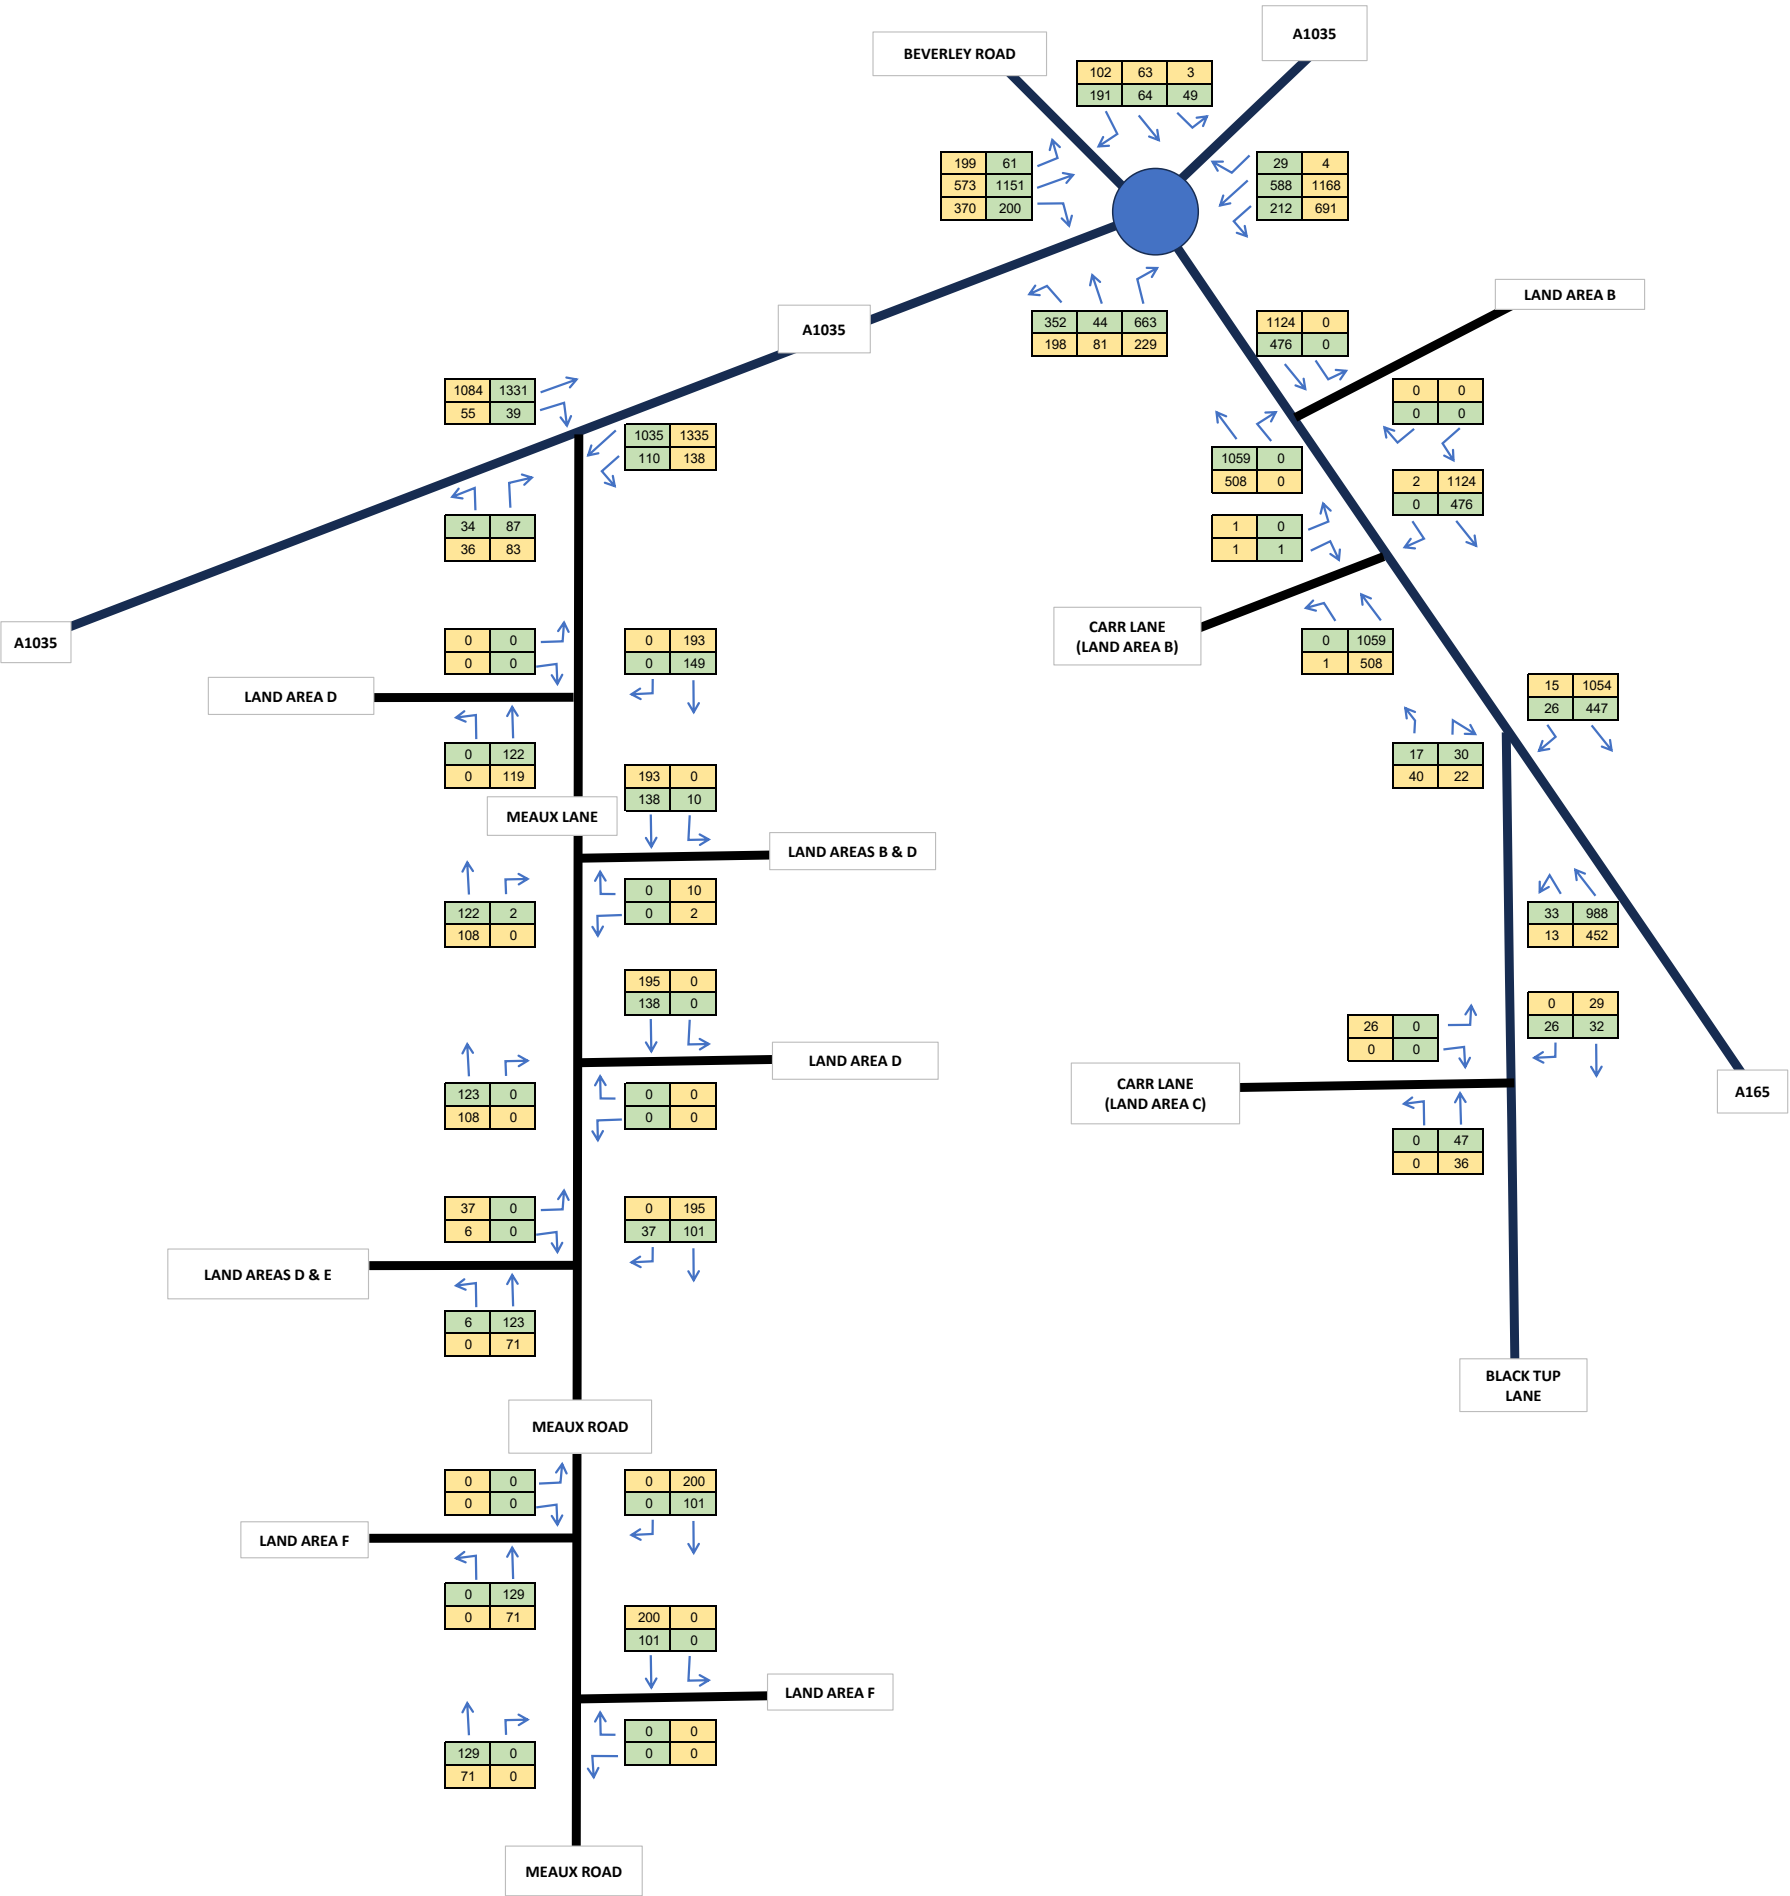 A1035
BEVERLEY ROAD
102 63 3
191 64 49
199 61
573 1151
370 200
29 4
588 1168
212 691
352 44 663
198 81 229
A1035
LAND AREA B
1124 0
476 0
1084 1331
55 39
0 0
0 0
1035 1335
110 138
1059 0
508 0
2 1124
0 476
34 87
36 83
1 0
1 1
CARR LANE
(LAND AREA B)
0 1059
1 508
A1035
0 0
0 0
0 193
0 149
LAND AREA D
15 1054
26 447
0 122
0 119
17 30
40 22
193 0
138 10
MEAUX LANE
LAND AREAS B & D
0 10
0 2
122 2
108 0
33 988
13 452
195 0
138 0
0 29
26 32
26 0
0 0
LAND AREA D
CARR LANE
(LAND AREA C)
A165
123 0
108 0
0 0
0 0
0 47
0 36
37 0
6 0
0 195
37 101
LAND AREAS D & E
6 123
0 71
BLACK TUP
LANE
MEAUX ROAD
0 0
0 0
0 200
0 101
LAND AREA F
0 129
0 71
200 0
101 0
LAND AREA F
0 0
0 0
129 0
71 0
MEAUX ROAD